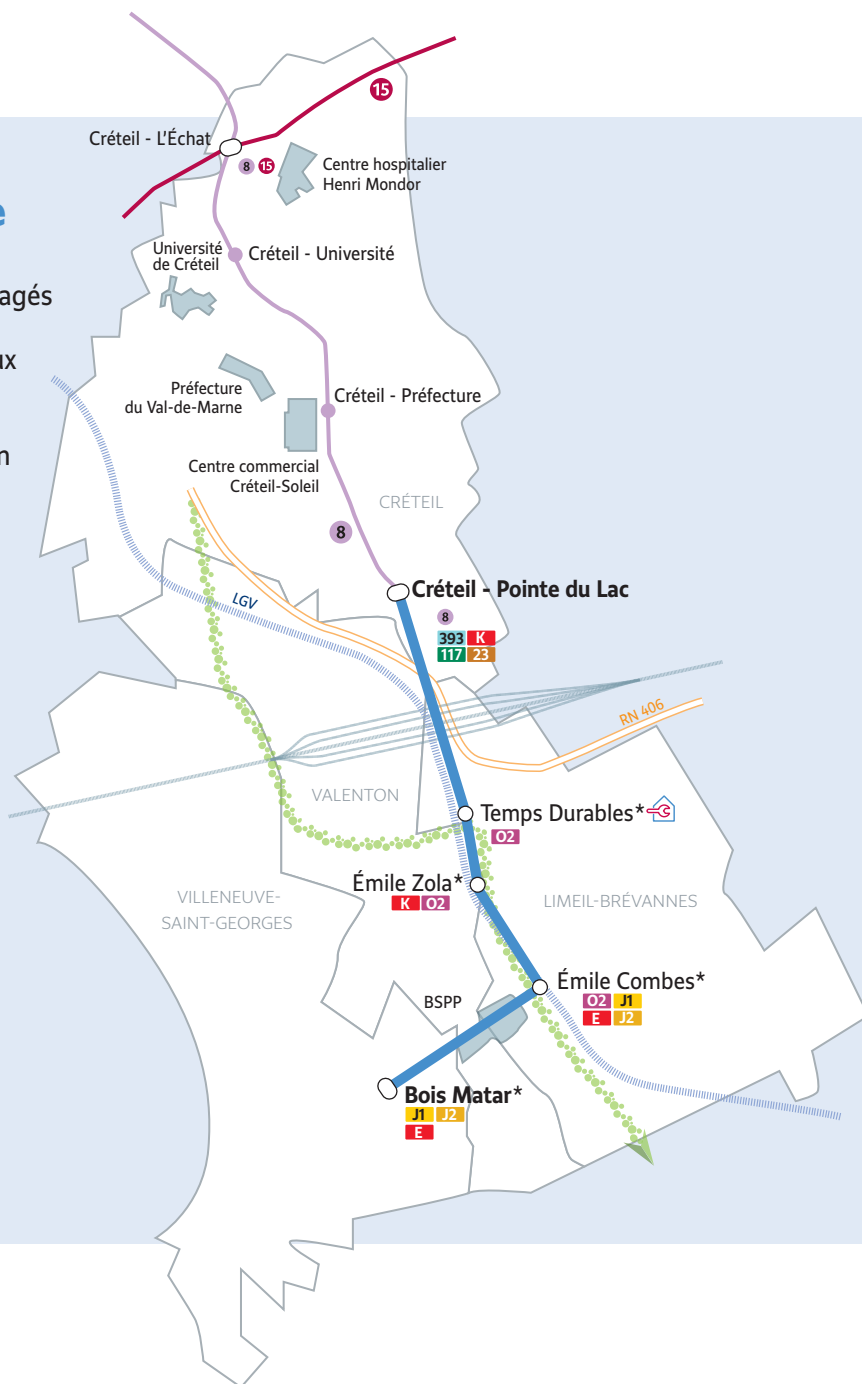 15
Créteil - L'Échat
8 15
Centre hospitalier
Henri Mondor
e
Université
de Créteil
Créteil - Université
agés
ux
Préfecture
du Val-de-Marne
Créteil - Préfecture
n
Centre commercial
Créteil-Soleil
CRÉTEIL
8
Créteil - Pointe du Lac
LGV
8
393 K
117 23
RN 406
VALENTON
Temps Durables*
O2
Émile Zola*
K O2
VILLENEUVE-
SAINT-GEORGES
LIMEIL-BRÉVANNES
Émile Combes*
O2 J1
E J2
BSPP
Bois Matar*
J1 J2
E